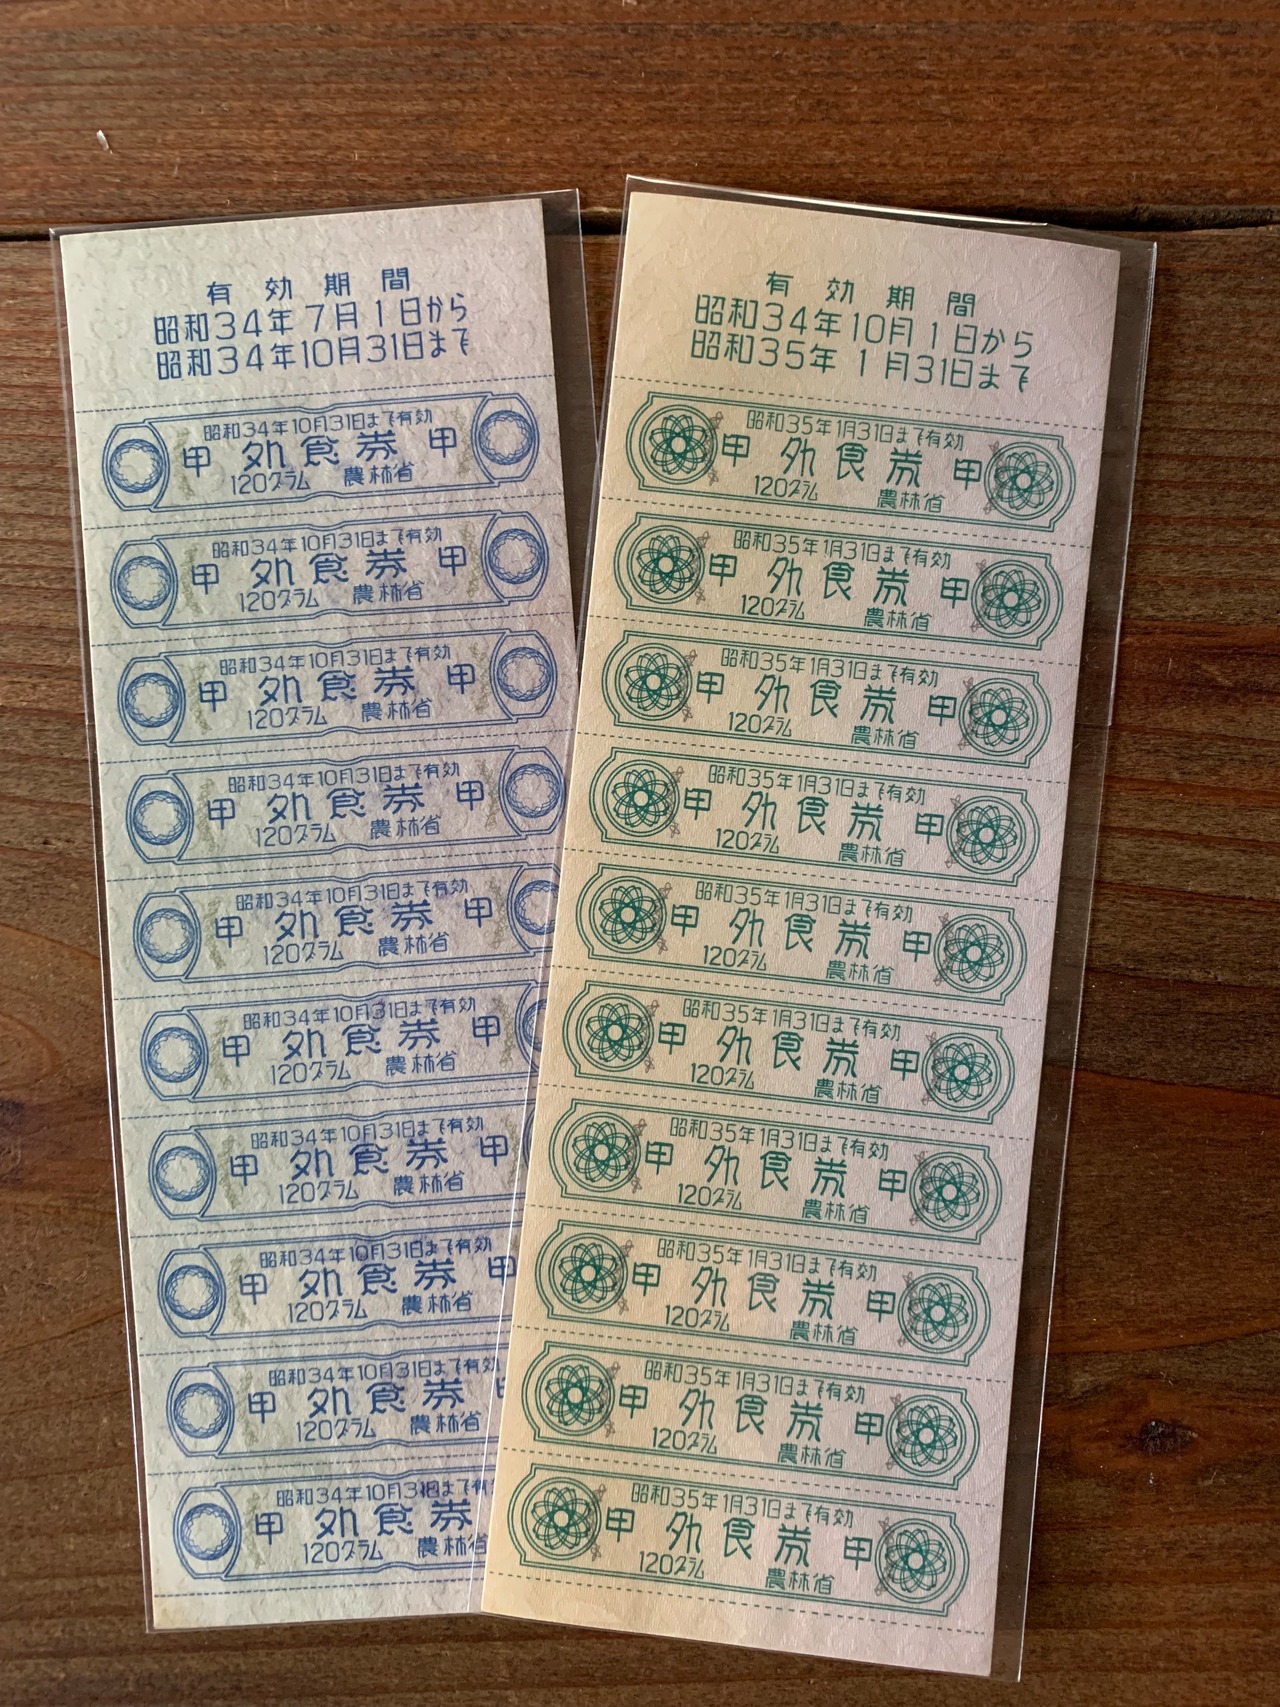 有効期間
昭和34年7月1日から
昭和34年10月31日まで
昭和34年10月31日まで有効
甲 外食券 甲
120グラム 農林省
昭和34年10月31日まで有効
甲 外食券 甲
120グラム 農林省
昭和34年10月31日まで有効
甲 外食券 甲
120グラム 農林省
昭和34年10月31日まで有効
甲 外食券 甲
120グラム 農林省
昭和34年10月31日まで有効
甲 外食券 甲
120グラム 農林省
昭和34年10月31日まで有効
甲 外食券 甲
120グラム 農林省
昭和34年10月31日まで有効
甲 外食券 甲
120グラム 農林省
昭和34年10月31日まで有効
甲 外食券 甲
120グラム 農林省
昭和34年10月31日まで有効
甲 外食券
120グラム 農林省
昭和34年10月31日まで有
甲 外食券
120グラム 農林省
有効期間
昭和34年10月1日から
昭和35年1月31日まで
昭和35年1月31日まで有効
甲 外食券 甲
120グラム 農林省
昭和35年1月31日まで有効
甲 外食券 甲
120グラム 農林省
昭和35年1月31日まで有効
甲 外食券 甲
120グラム 農林省
昭和35年1月31日まで有効
甲 外食券 甲
120グラム 農林省
昭和35年1月31日まで有効
甲 外食券 甲
120グラム 農林省
昭和35年1月31日まで有効
甲 外食券 甲
120グラム 農林省
昭和35年1月31日まで有効
甲 外食券 甲
120グラム 農林省
昭和35年1月31日まで有効
甲 外食券 甲
120グラム 農林省
昭和35年1月31日まで有効
甲 外食券 甲
120グラム 農林省
昭和35年1月31日まで有効
甲 外食券 甲
120グラム 農林省